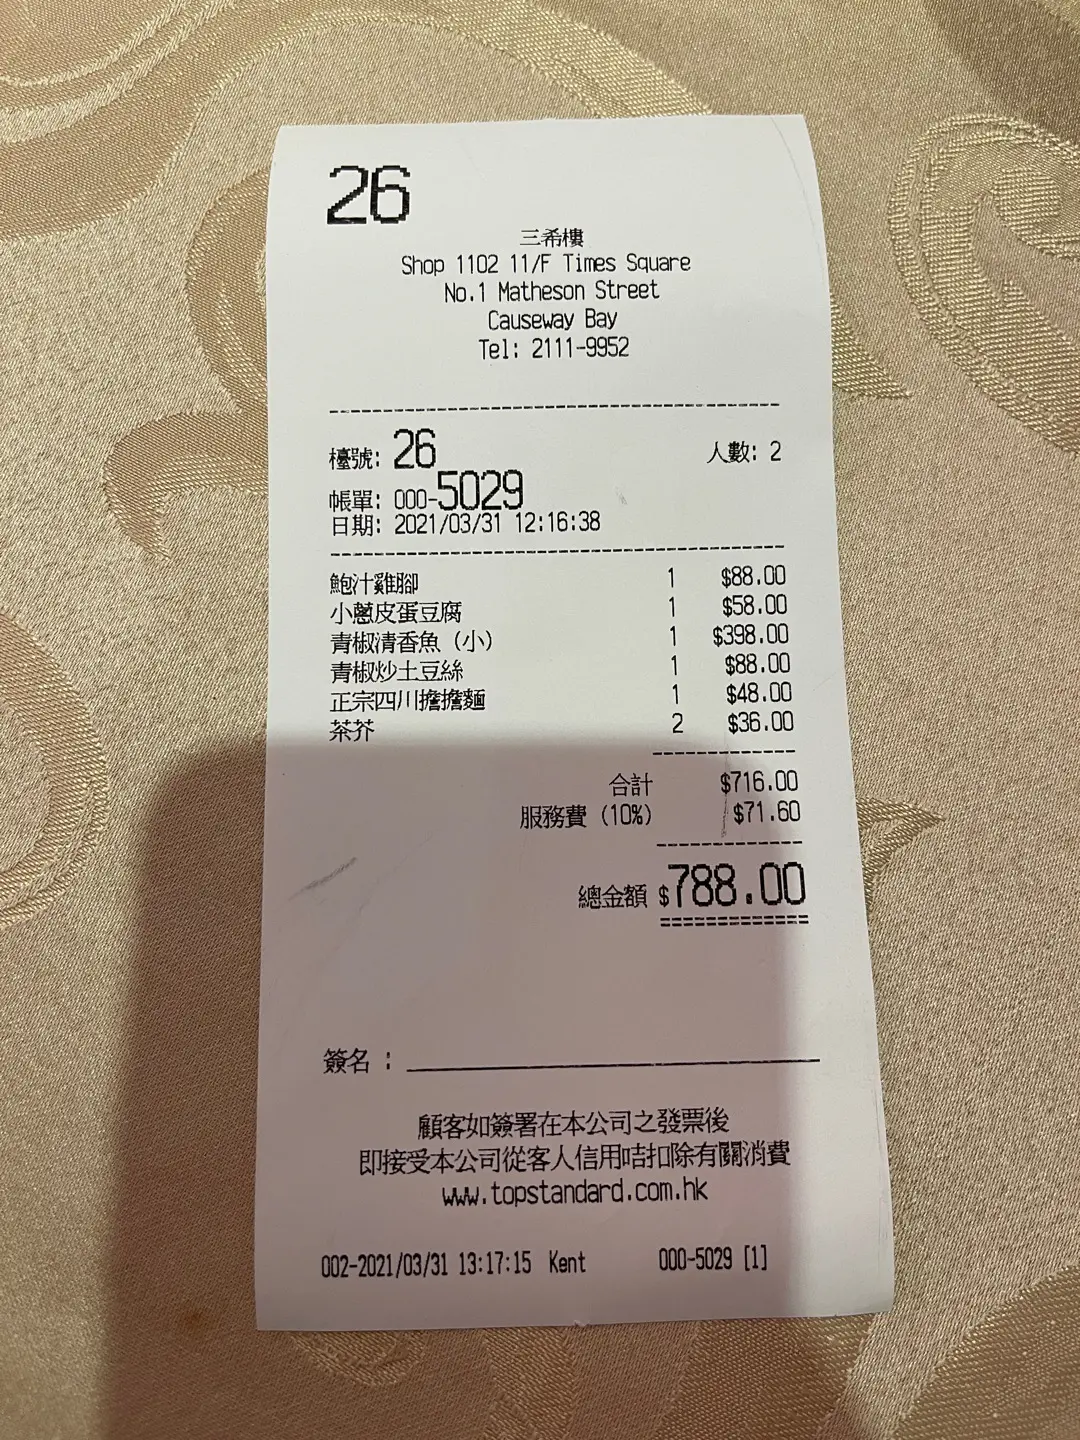 26
三希樓
Shop 1102 11/F Times Square
No.1 Matheson Street
Causeway Bay
Tel: 2111-9952
檯號: 26 人數: 2
帳單: 000-5029
日期: 2021/03/31 12:16:38
鮑汁雞腳 1 $88.00
小蔥皮蛋豆腐 1 $58.00
青椒清香魚（小） 1 $398.00
青椒炒土豆絲 1 $88.00
正宗四川擔擔麵 1 $48.00
茶芥 2 $36.00
合計 $716.00
服務費 (10%) $71.60
總金額 $788.00
簽名 :
顧客如簽署在本公司之發票後
即接受本公司從客人信用咭扣除有關消費
www.topstandard.com.hk
002-2021/03/31 13:17:15 Kent 000-5029 [1]